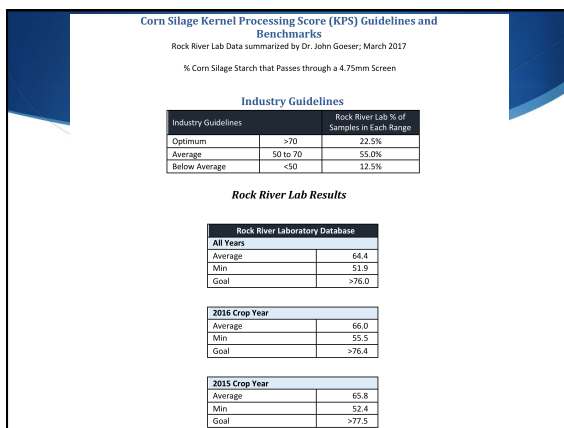 Corn Silage Kernel Processing Score (KPS) Guidelines and
Benchmarks
Rock River Lab Data summarized by Dr. John Goeser; March 2017
% Corn Silage Starch that Passes through a 4.75mm Screen
Industry Guidelines
Industry Guidelines Rock River Lab % of
Samples in Each Range
Optimum >70 22.5%
Average 50 to 70 55.0%
Below Average <50 12.5%
Rock River Lab Results
Rock River Laboratory Database
All Years
Average 64.4
Min 51.9
Goal >76.0
2016 Crop Year
Average 66.0
Min 55.5
Goal >76.4
2015 Crop Year
Average 65.8
Min 52.4
Goal >77.5